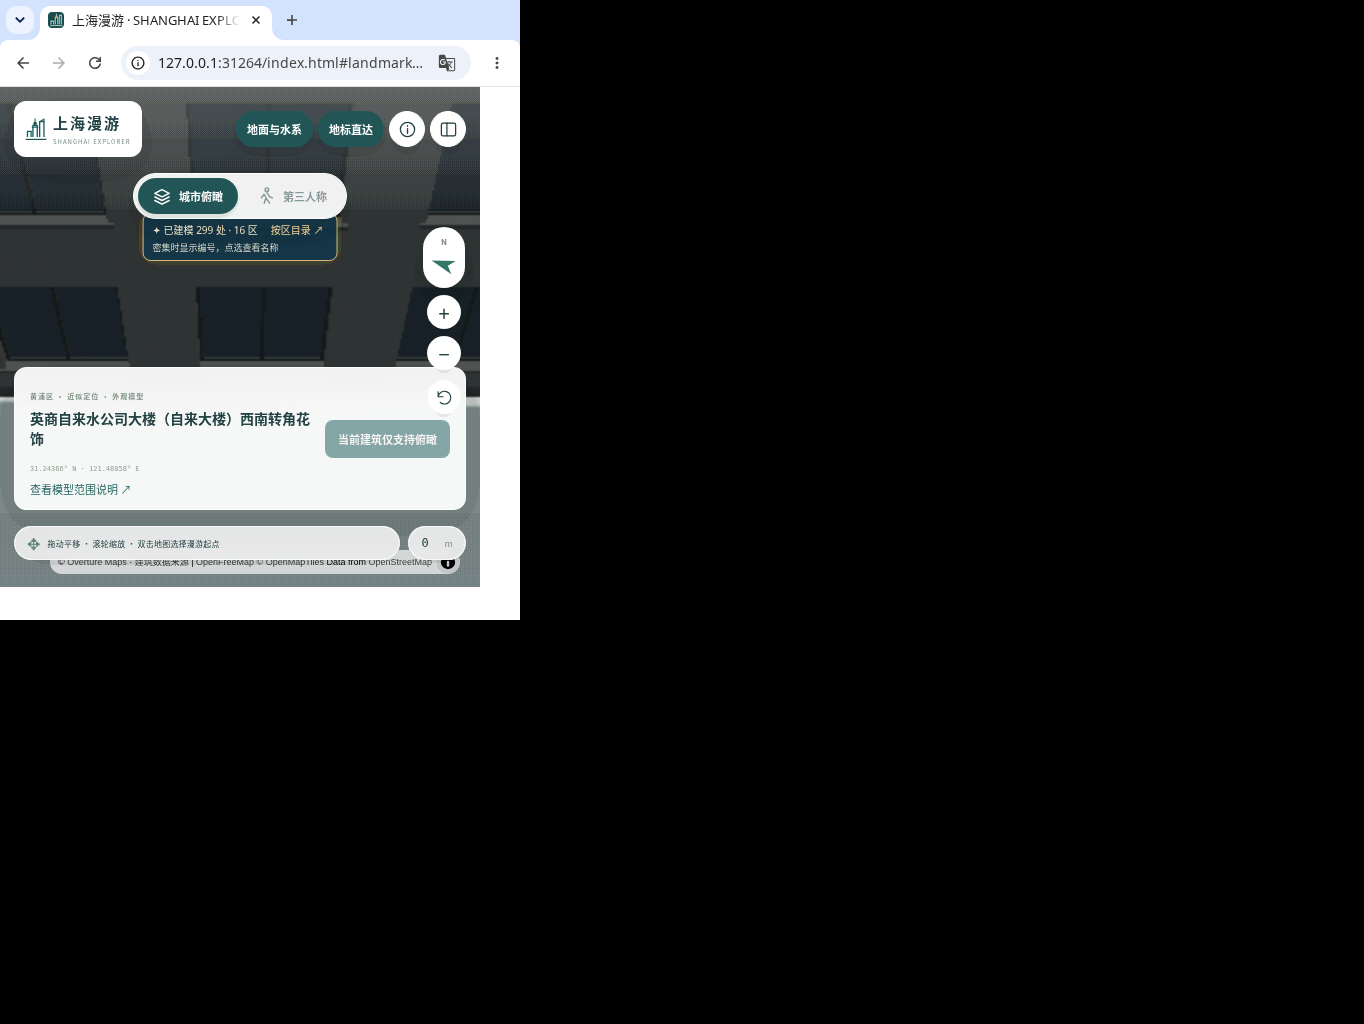 上海漫游 · SHANGHAI EXPLO
127.0.0.1:31264/index.html#landmark...
上海漫游
SHANGHAI EXPLORER
地面与水系
地标直达
城市俯瞰
第三人称
✦ 已建模 299 处 · 16 区 按区目录 ↗
密集时显示编号，点选查看名称
N
+
−
黄浦区 · 近似定位 · 外观模型
英商自来水公司大楼（自来大楼）西南转角花
饰
当前建筑仅支持俯瞰
31.24386° N · 121.48058° E
查看模型范围说明 ↗
拖动平移 · 滚轮缩放 · 双击地图选择漫游起点
0 m
© Overture Maps · 建筑数据来源 | OpenFreeMap © OpenMapTiles Data from OpenStreetMap